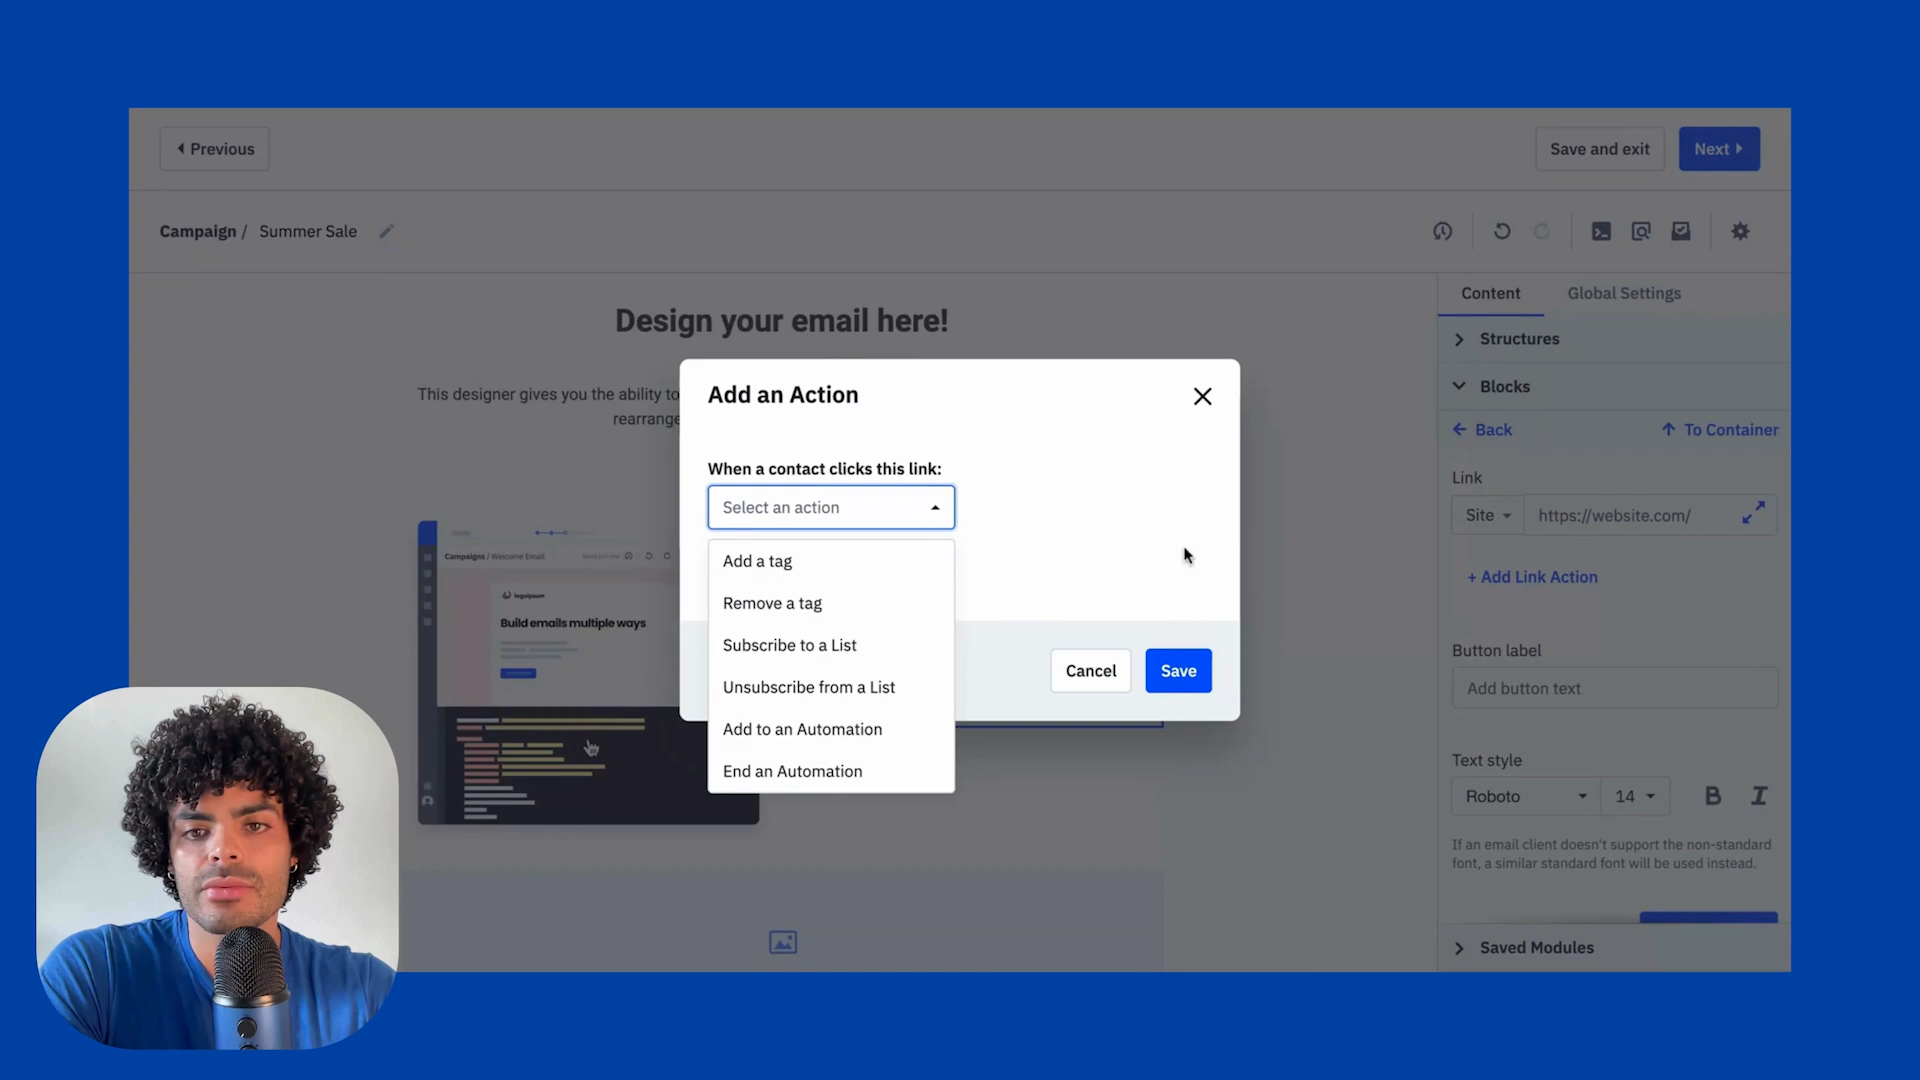 Previous
Save and exit
Next
Campaign / Summer Sale
Content
Global Settings
Design your email here!
Structures
Add an Action
Blocks
This designer gives you the ability to
rearrange
Back
To Container
When a contact clicks this link:
Link
Select an action
Site
https://website.com/
Campaigns / Welcome Email
Add a tag
+ Add Link Action
logoipsum
Remove a tag
Build emails multiple ways
Subscribe to a List
Button label
Cancel
Save
Unsubscribe from a List
Add button text
Add to an Automation
Text style
End an Automation
Roboto
14
B
I
If an email client doesn't support the non-standard
font, a similar standard font will be used instead.
Saved Modules